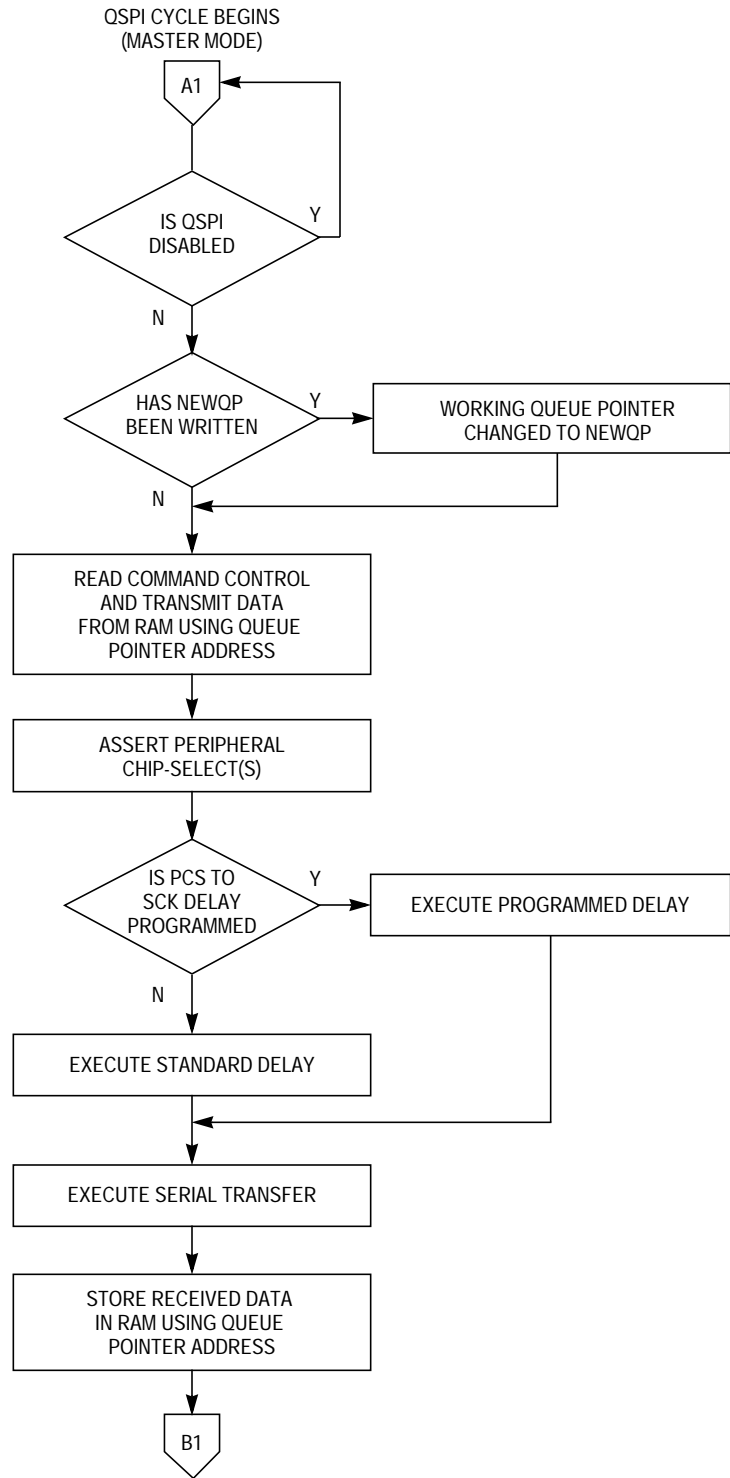 QSPI CYCLE BEGINS
(MASTER MODE)
A1
IS QSPI
DISABLED
Y
N
HAS NEWQP
BEEN WRITTEN
Y
WORKING QUEUE POINTER
CHANGED TO NEWQP
N
READ COMMAND CONTROL
AND TRANSMIT DATA
FROM RAM USING QUEUE
POINTER ADDRESS
ASSERT PERIPHERAL
CHIP-SELECT(S)
IS PCS TO
SCK DELAY
PROGRAMMED
Y
EXECUTE PROGRAMMED DELAY
N
EXECUTE STANDARD DELAY
EXECUTE SERIAL TRANSFER
STORE RECEIVED DATA
IN RAM USING QUEUE
POINTER ADDRESS
B1